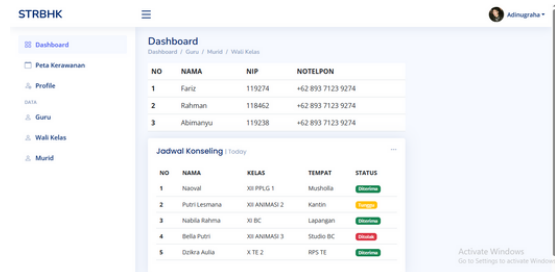 STRBHK
Adinugraha
Dashboard
Peta Kerawanan
Profile
DATA
Guru
Wali Kelas
Murid
Dashboard
Dashboard / Guru / Murid / Wali Kelas
NO NAMA NIP NOTELPON
1 Fariz 119274 +62 893 7123 9274
2 Rahman 118462 +62 893 7123 9274
3 Abimanyu 119238 +62 893 7123 9274
Jadwal Konseling | Today
NO NAMA KELAS TEMPAT STATUS
1 Naoval XII PPLG 1 Musholla Diterima
2 Putri Lesmana XII ANIMASI 2 Kantin Tunggu
3 Nabila Rahma XI BC Lapangan Diterima
4 Bella Putri XII ANIMASI 3 Studio BC Ditolak
5 Dzikra Aulia X TE 2 RPS TE Diterima
Activate Windows
Go to Settings to activate Windows.